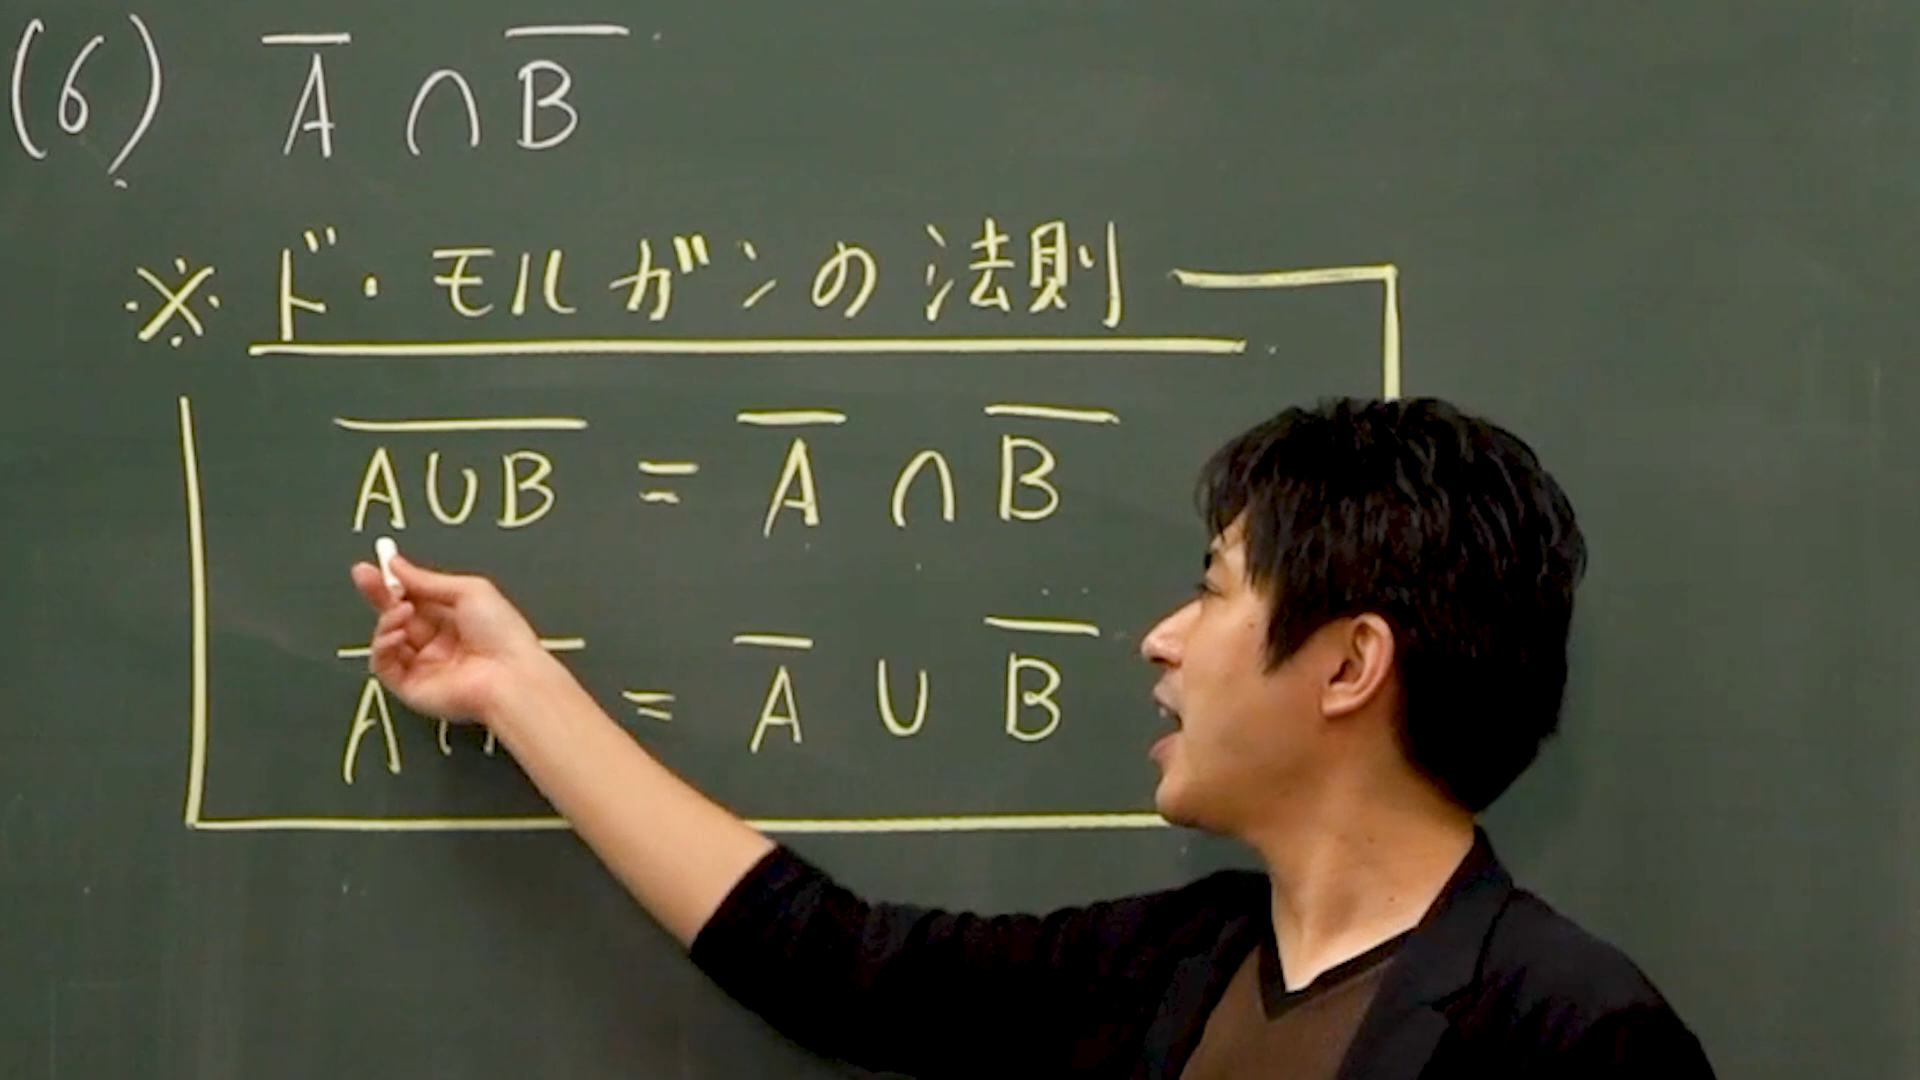 (6) A̅ ∩ B̅
※ ド・モルガンの法則
A∪B̅ = A̅ ∩ B̅
A = A̅ ∪ B̅